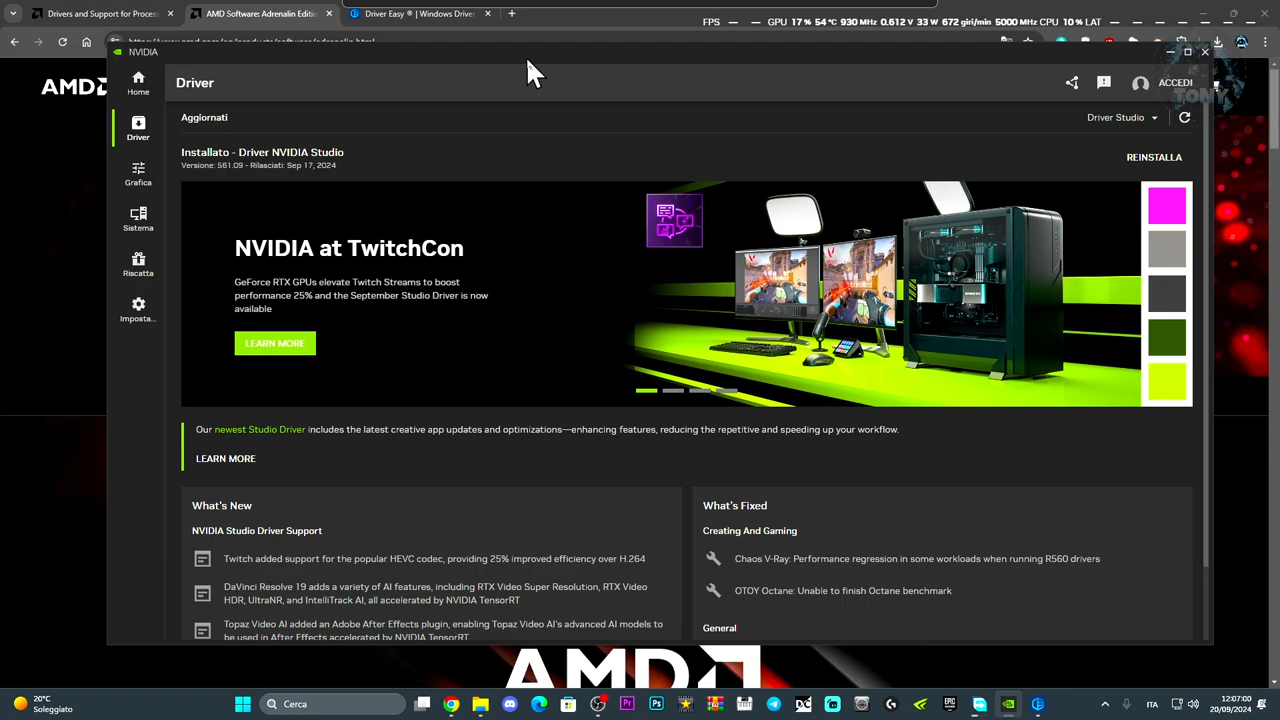 Drivers and Support for Process
AMD Software: Adrenalin Edition
Driver Easy ® | Windows Driver
FPS — — GPU 17 % 54 °C 930 MHz 0.612 V 33 W 672 giri/min 5000 MHz CPU 10 % LAT —
NVIDIA
AMD
Home
Driver
Grafica
Sistema
Riscatta
Imposta...
Driver
ACCEDI
TONY
Aggiornati
Driver Studio
Installato - Driver NVIDIA Studio
Versione: 561.09 - Rilasciati: Sep 17, 2024
REINSTALLA
NVIDIA at TwitchCon
GeForce RTX GPUs elevate Twitch Streams to boost
performance 25% and the September Studio Driver is now
available
LEARN MORE
Our newest Studio Driver includes the latest creative app updates and optimizations—enhancing features, reducing the repetitive and speeding up your workflow.
LEARN MORE
What's New
NVIDIA Studio Driver Support
Twitch added support for the popular HEVC codec, providing 25% improved efficiency over H.264
DaVinci Resolve 19 adds a variety of AI features, including RTX Video Super Resolution, RTX Video
HDR, UltraNR, and IntelliTrack AI, all accelerated by NVIDIA TensorRT
Topaz Video AI added an Adobe After Effects plugin, enabling Topaz Video AI's advanced AI models to
be used in After Effects accelerated by NVIDIA TensorRT
What's Fixed
Creating And Gaming
Chaos V-Ray: Performance regression in some workloads when running R560 drivers
OTOY Octane: Unable to finish Octane benchmark
General
AMD
20°C
Soleggiato
Cerca
ITA
12:07:00
20/09/2024